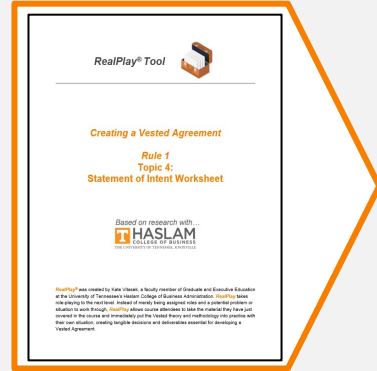 RealPlay® Tool
Creating a Vested Agreement
Rule 1
Topic 4:
Statement of Intent Worksheet
Based on research with...
T HASLAM
COLLEGE OF BUSINESS
THE UNIVERSITY OF TENNESSEE, KNOXVILLE
RealPlay® was created by Kate Vitasek, a faculty member of Graduate and Executive Education
at the University of Tennessee's Haslam College of Business Administration. RealPlay takes
role-playing to the next level. Instead of merely being assigned roles and a potential problem or
situation to work through, RealPlay allows course attendees to take the material they have just
covered in the course and immediately put the Vested theory and methodology into practice with
their own situation, creating tangible decisions and deliverables essential for developing a
Vested Agreement.